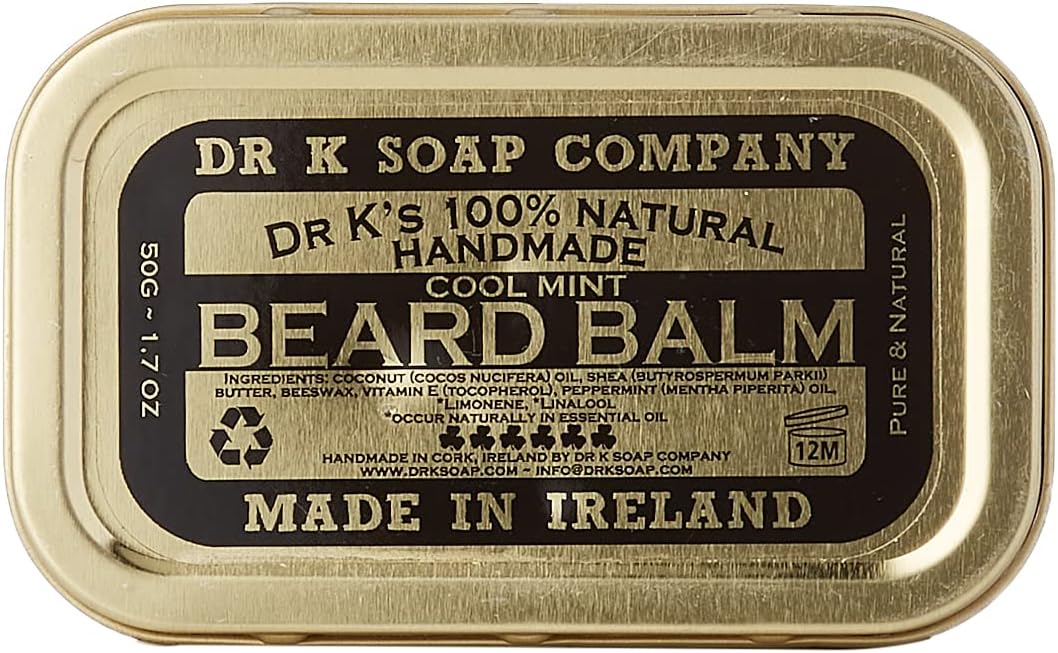 DR K SOAP COMPANY
DR K'S 100% NATURAL
HANDMADE
COOL MINT
BEARD BALM
INGREDIENTS: COCONUT (COCOS NUCIFERA) OIL, SHEA (BUTYROSPERMUM PARKII)
BUTTER, BEESWAX, VITAMIN E (TOCOPHEROL), PEPPERMINT (MENTHA PIPERITA) OIL,
*LIMONENE, *LINALOOL
*OCCUR NATURALLY IN ESSENTIAL OIL
12M
HANDMADE IN CORK, IRELAND BY DR K SOAP COMPANY
WWW.DRKSOAP.COM ~ INFO@DRKSOAP.COM
MADE IN IRELAND
50G ~ 1.7 OZ
PURE & NATURAL